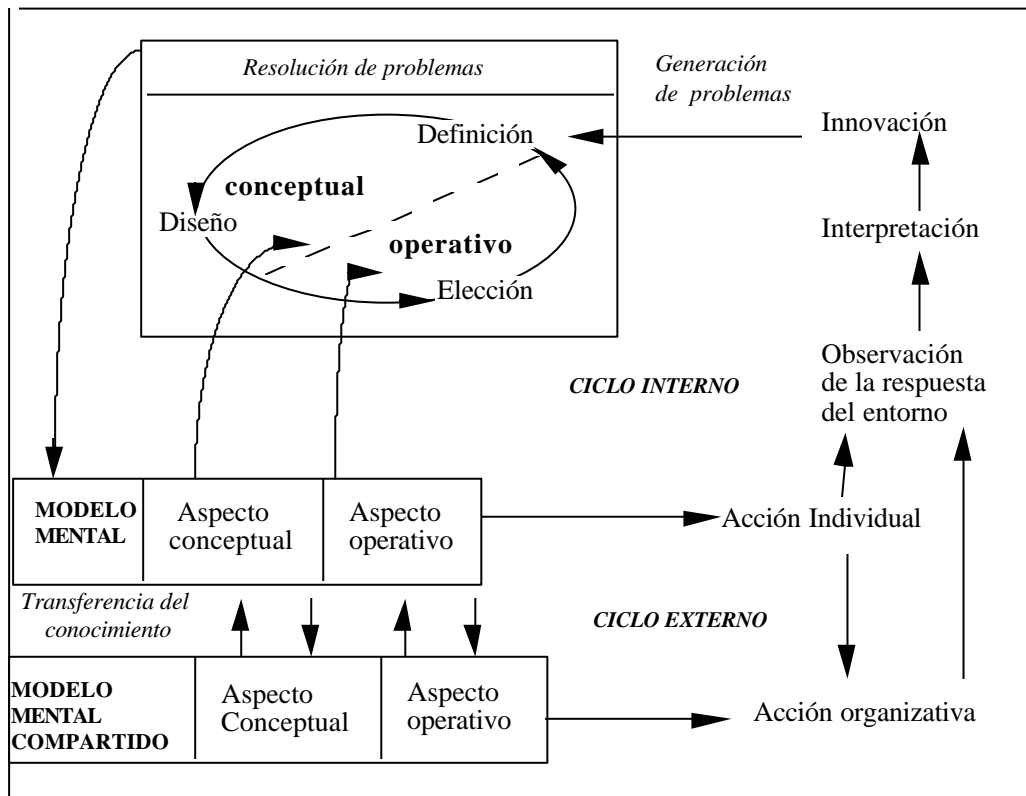 Resolución de problemas
Generación
de problemas
Innovación
Definición
conceptual
Diseño
Interpretación
operativo
Elección
Observación
de la respuesta
del entorno
CICLO INTERNO
MODELO
MENTAL
Aspecto
conceptual
Aspecto
operativo
Acción Individual
Transferencia del
conocimiento
CICLO EXTERNO
MODELO
MENTAL
COMPARTIDO
Aspecto
Conceptual
Aspecto
operativo
Acción organizativa